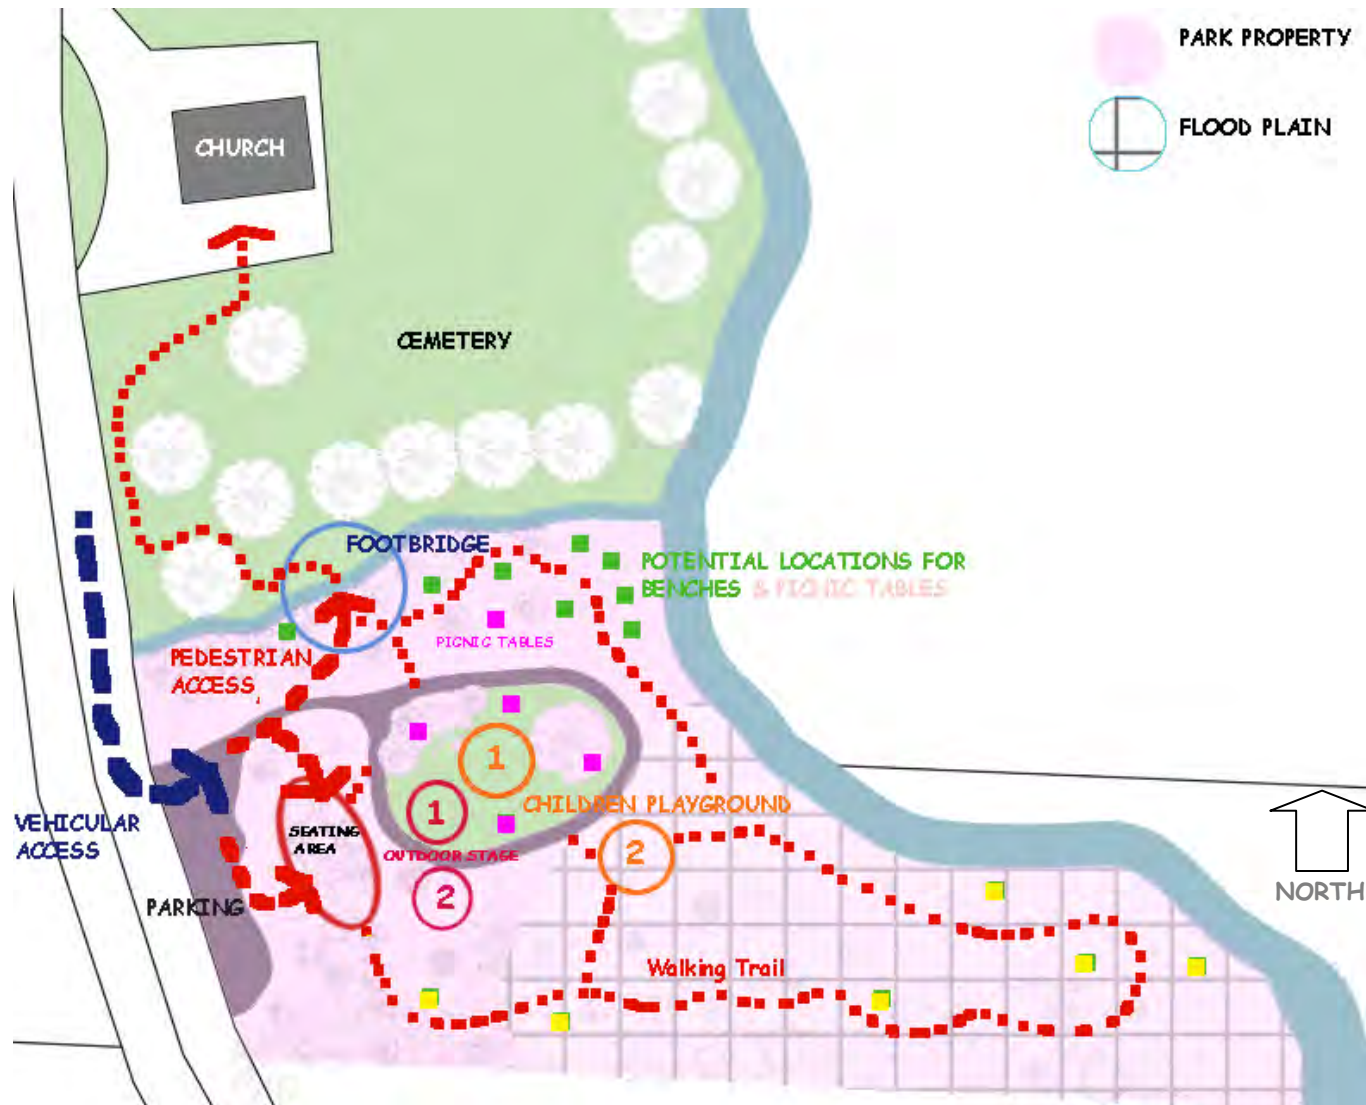 PARK PROPERTY
FLOOD PLAIN
CHURCH
CEMETERY
FOOTBRIDGE
POTENTIAL LOCATIONS FOR
BENCHES & PICNIC TABLES
PICNIC TABLES
PEDESTRIAN
ACCESS
1
1
CHILDREN PLAYGROUND
VEHICULAR
ACCESS
SEATING
AREA
OUTDOOR STAGE
2
2
PARKING
NORTH
Walking Trail